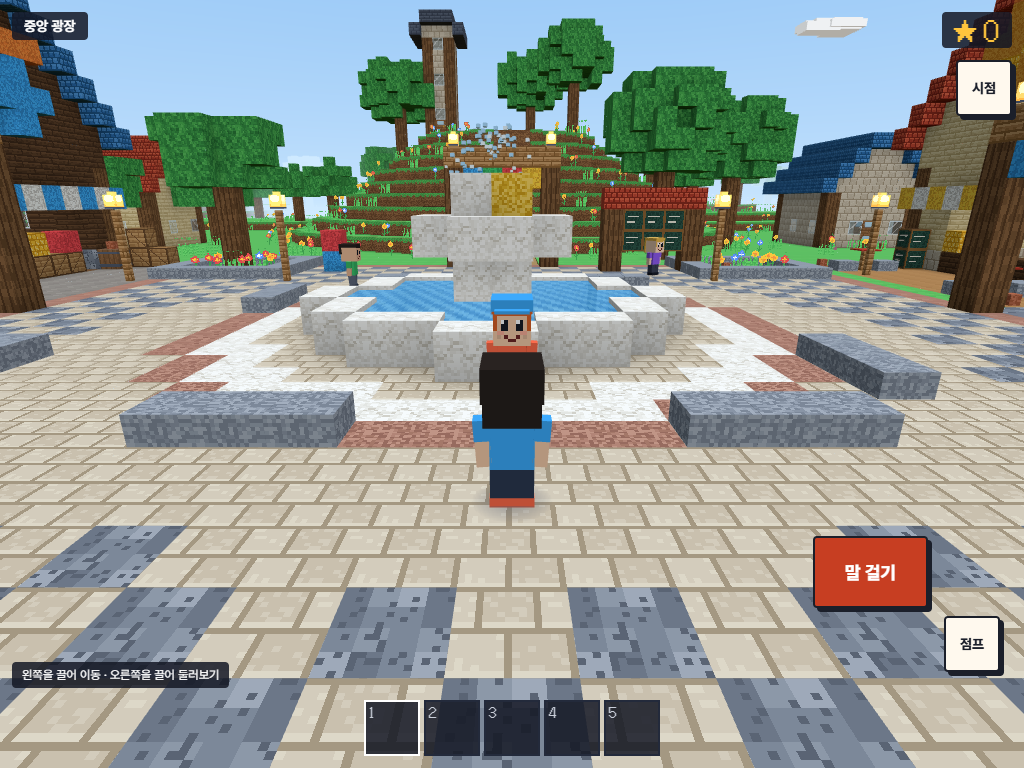 중앙 광장
★ 0
시점
말 걸기
점프
왼쪽을 끌어 이동 · 오른쪽을 끌어 둘러보기
1 2 3 4 5